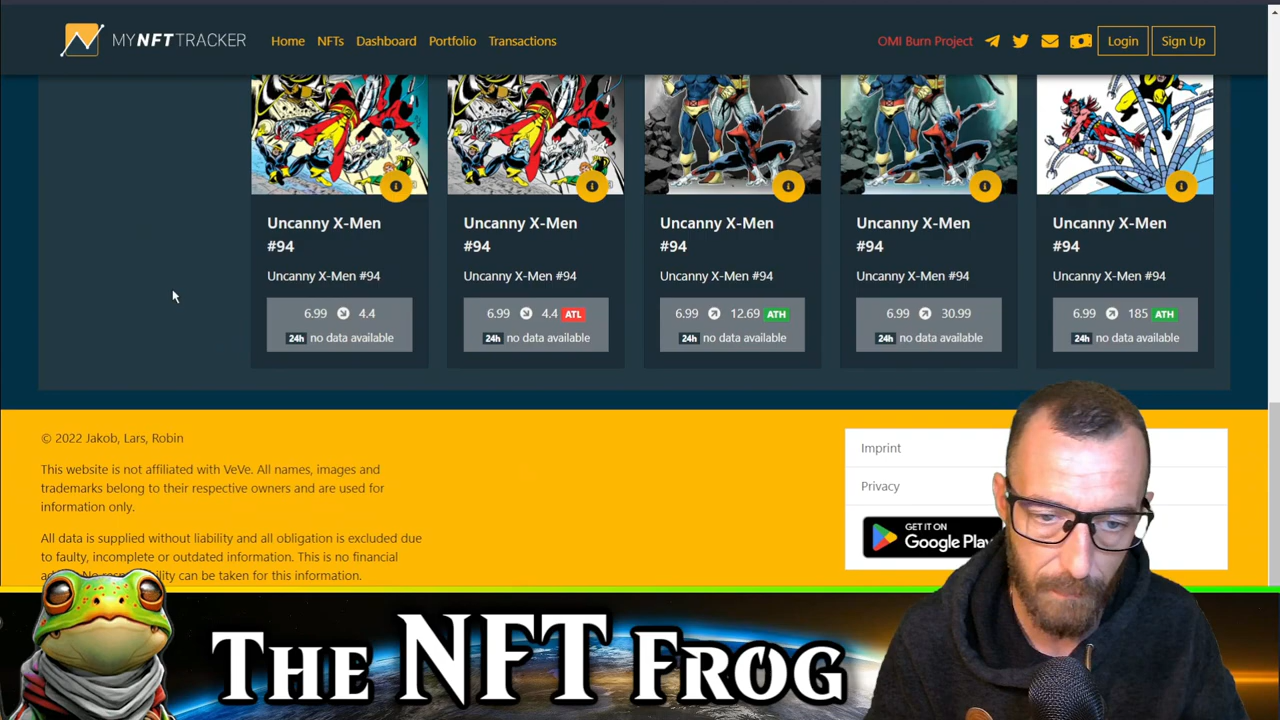 MYNFTTRACKER Home NFTs Dashboard Portfolio Transactions OMI Burn Project Login Sign Up
Uncanny X-Men #94
Uncanny X-Men #94
6.99 4.4
24h no data available
Uncanny X-Men #94
Uncanny X-Men #94
6.99 4.4 ATL
24h no data available
Uncanny X-Men #94
Uncanny X-Men #94
6.99 12.69 ATH
24h no data available
Uncanny X-Men #94
Uncanny X-Men #94
6.99 30.99
24h no data available
Uncanny X-Men #94
Uncanny X-Men #94
6.99 185 ATH
24h no data available
© 2022 Jakob, Lars, Robin
This website is not affiliated with VeVe. All names, images and
trademarks belong to their respective owners and are used for
information only.
All data is supplied without liability and all obligation is excluded due
to faulty, incomplete or outdated information. This is no financial
can be taken for this information.
Imprint
Privacy
GET IT ON
Google Play
THE NFT FROG